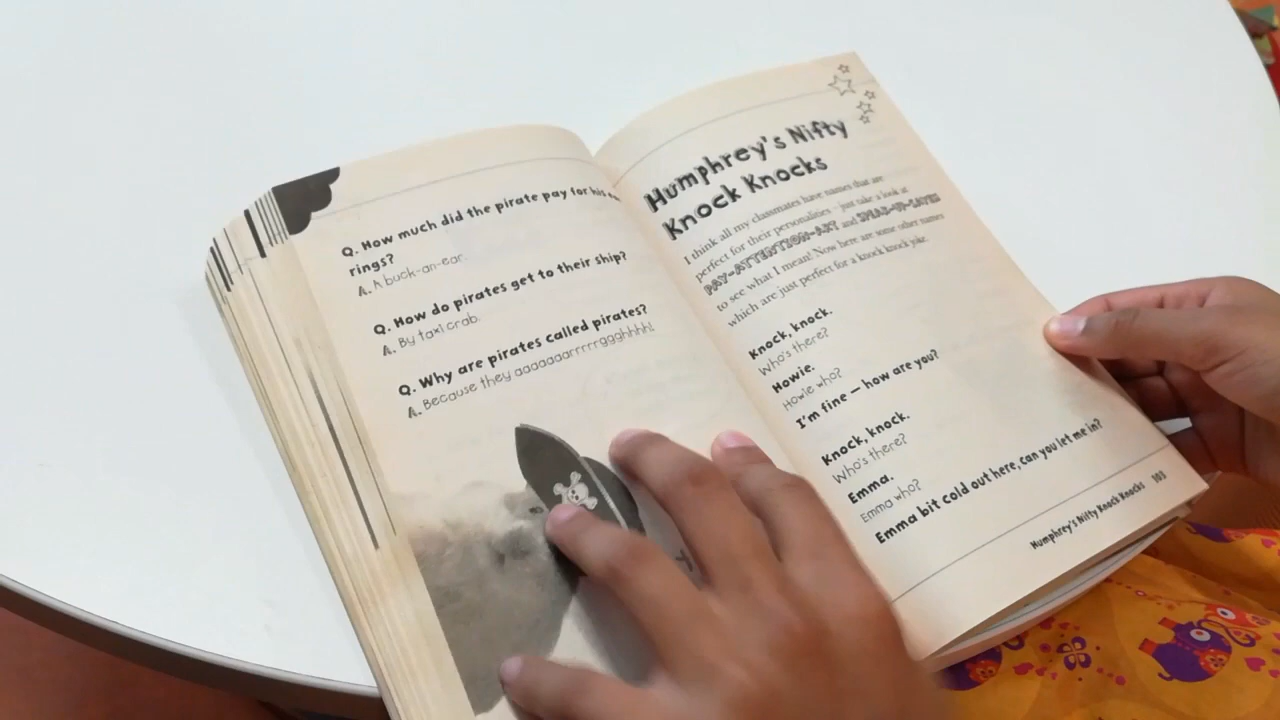 Q. How much did the pirate pay for his
rings?
A. A buck-an-ear.
Q. How do pirates get to their ship?
A. By taxi crab.
Q. Why are pirates called pirates?
A. Because they aaaaaaarrrrrggghhhh!
Humphrey's Nifty
Knock Knocks
I think all my classmates have names that are
perfect for their personalities – just take a look at
PAY-ATTENTION-ART and SPEAK-UP-SAYEH
to see what I mean! Now here are some other names
which are just perfect for a knock knock joke.
Knock, knock.
Who's there?
Howie.
Howie who?
I'm fine – how are you?
Knock, knock.
Who's there?
Emma.
Emma who?
Emma bit cold out here, can you let me in?
Humphrey's Nifty Knock Knocks 103